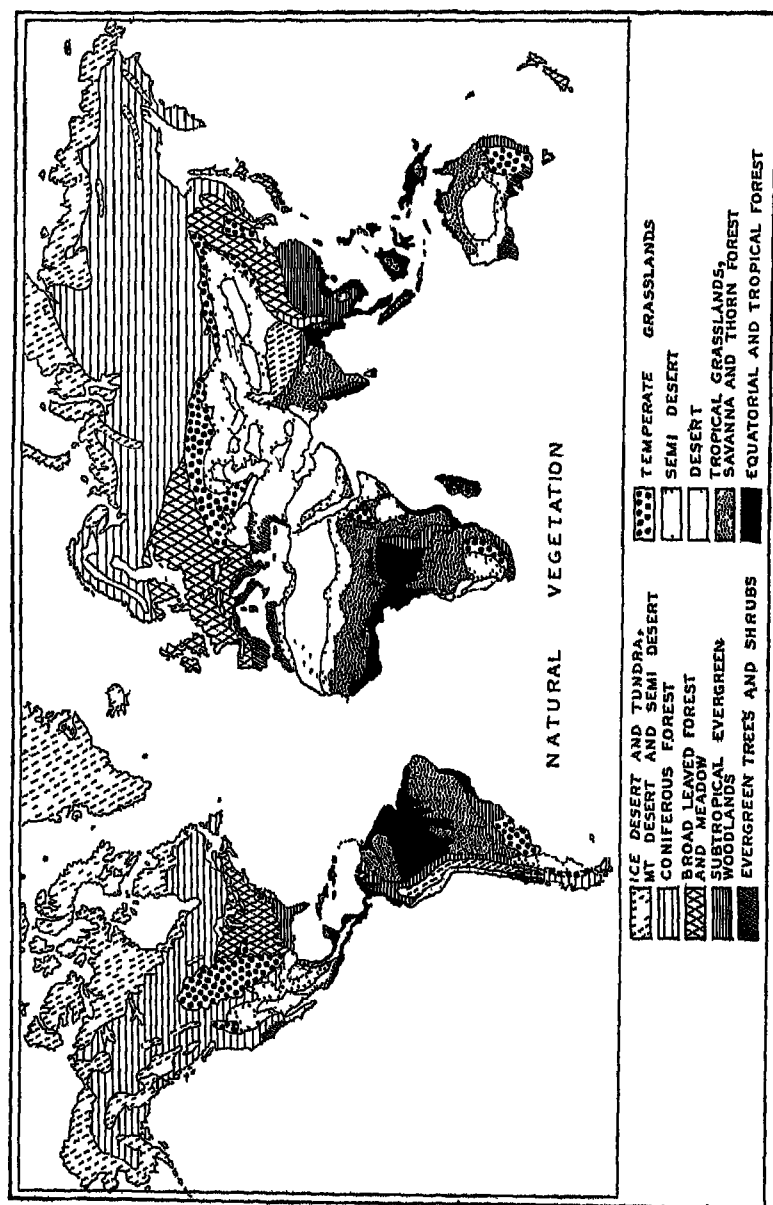 NATURAL VEGETATION
ICE DESERT AND TUNDRA,
MT DESERT AND SEMI DESERT
CONIFEROUS FOREST
BROAD LEAVED FOREST
AND MEADOW
SUBTROPICAL EVERGREEN
WOODLANDS
EVERGREEN TREES AND SHRUBS
TEMPERATE GRASSLANDS
SEMI DESERT
DESERT
TROPICAL GRASSLANDS,
SAVANNA AND THORN FOREST
EQUATORIAL AND TROPICAL FOREST